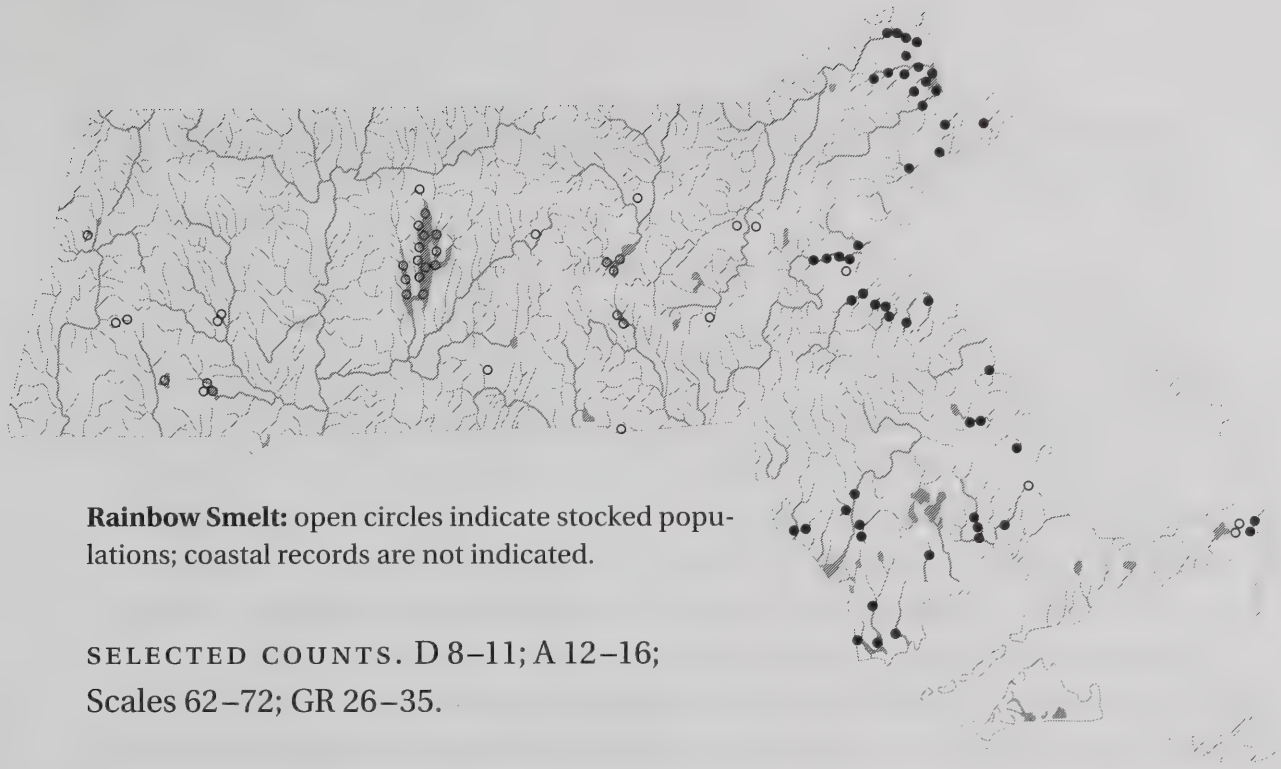 Rainbow Smelt: open circles indicate stocked popu-
lations; coastal records are not indicated.
SELECTED COUNTS. D 8–11; A 12–16;
Scales 62–72; GR 26–35.